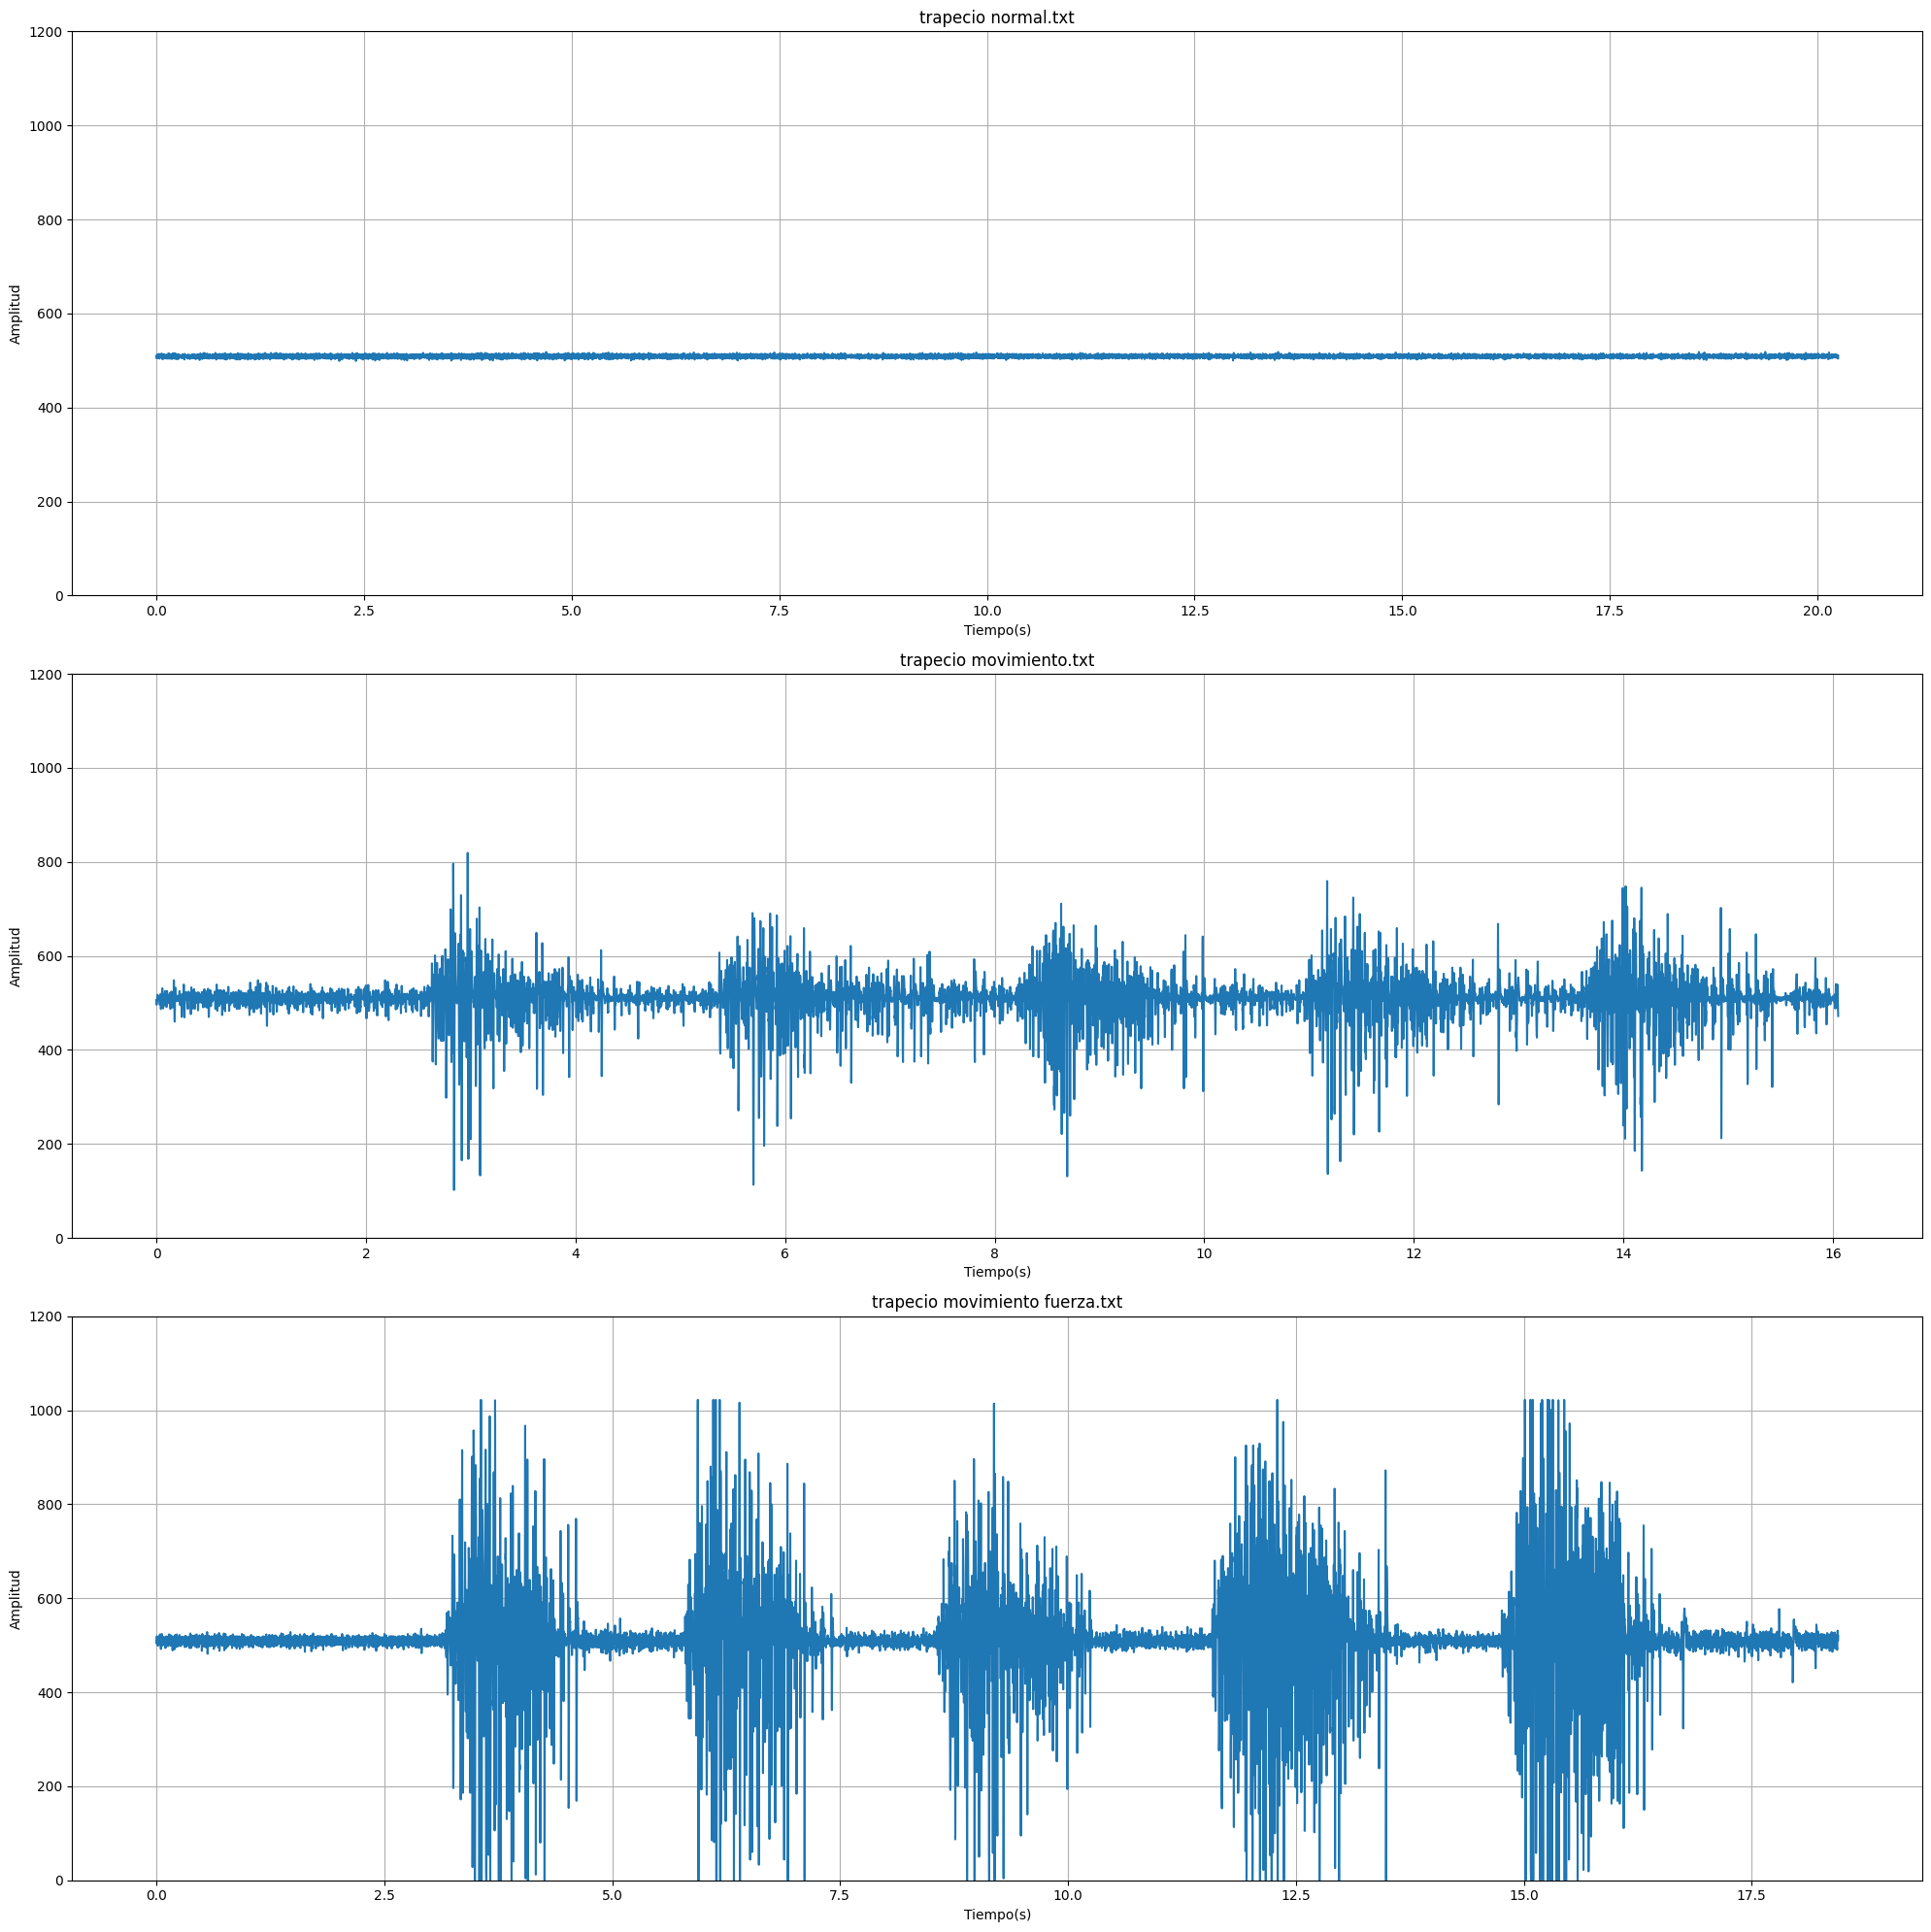 trapecio normal.txt
1200
1000
800
600
400
200
0
Amplitud
0.0 2.5 5.0 7.5 10.0 12.5 15.0 17.5 20.0
Tiempo(s)
trapecio movimiento.txt
1200
1000
800
600
400
200
0
Amplitud
0 2 4 6 8 10 12 14 16
Tiempo(s)
trapecio movimiento fuerza.txt
1200
1000
800
600
400
200
0
Amplitud
0.0 2.5 5.0 7.5 10.0 12.5 15.0 17.5
Tiempo(s)